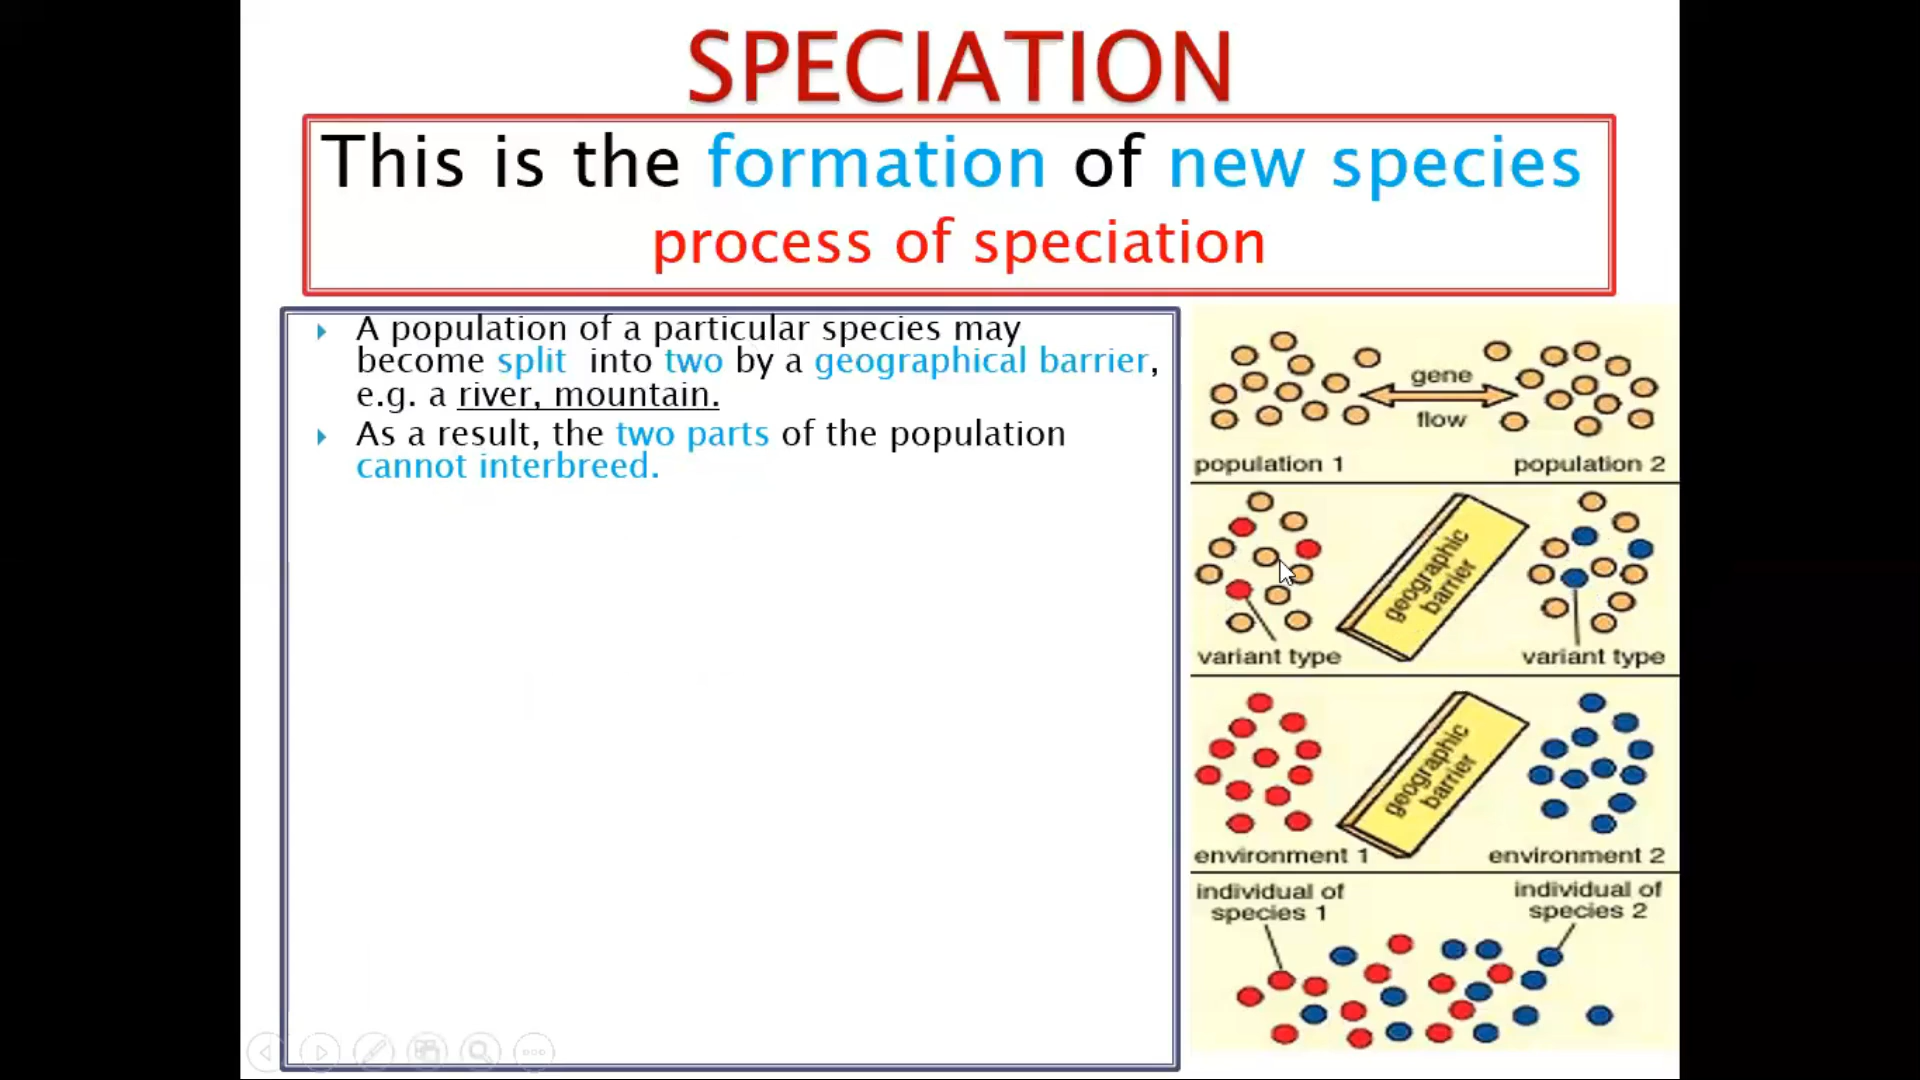 SPECIATION
This is the formation of new species
process of speciation
A population of a particular species may
become split into two by a geographical barrier,
e.g. a river, mountain.
As a result, the two parts of the population
cannot interbreed.
gene
flow
population 1
population 2
geographic
barrier
variant type
variant type
geographic
barrier
environment 1
environment 2
individual of
species 1
individual of
species 2